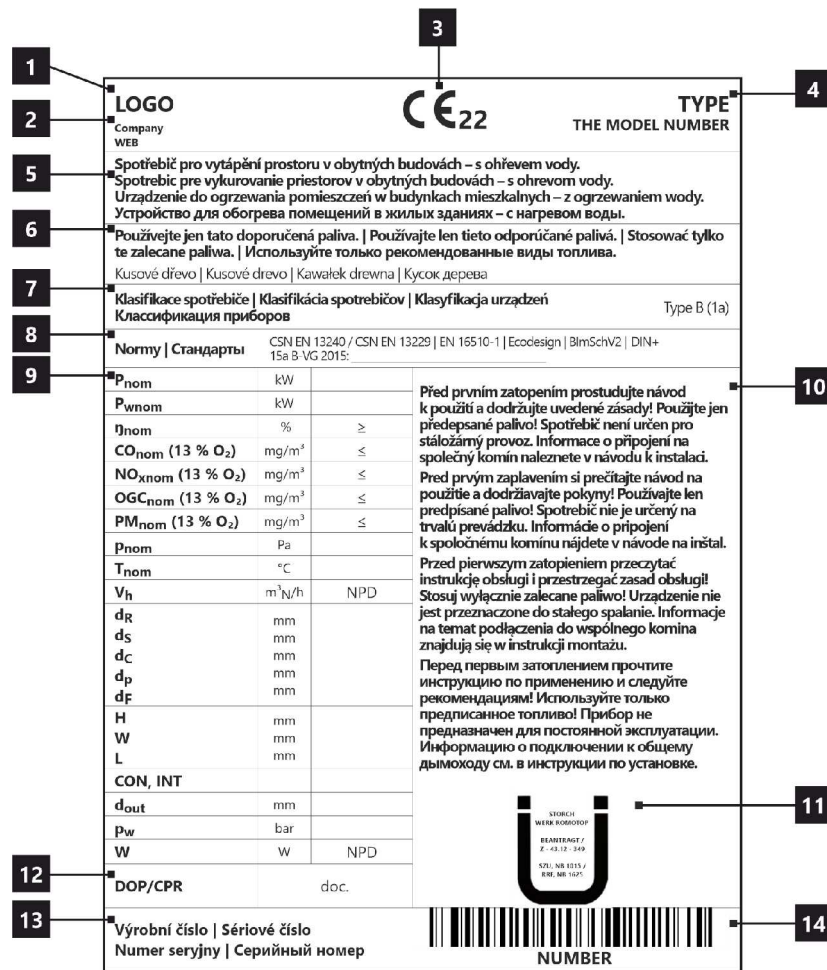 3
1
LOGO
CE22
TYPE
4
2
Company
WEB
THE MODEL NUMBER
5
Spotřebič pro vytápění prostoru v obytných budovách – s ohřevem vody.
Spotrebic pre vykurovanie priestorov v obytných budovách – s ohrevom vody.
Urządzenie do ogrzewania pomieszczeń w budynkach mieszkalnych – z ogrzewaniem wody.
Устройство для обогрева помещений в жилых зданиях – с нагревом воды.
6
Používejte jen tato doporučená paliva. | Používajte len tieto odporúčané palivá. | Stosować tylko
te zalecane paliwa. | Используйте только рекомендованные виды топлива.
Kusové dřevo | Kusové drevo | Kawałek drewna | Кусок дерева
7
Klasifikace spotřebiče | Klasifikácia spotrebičov | Klasyfikacja urządzeń
Классификация приборов
Type B (1a)
8
Normy | Стандарты
CSN EN 13240 / CSN EN 13229 | EN 16510-1 | Ecodesign | BImSchV2 | DIN+
15a B-VG 2015: ___
9
Pnom kW
Pwnom kW
ηnom % ≥
COnom (13 % O₂) mg/m³ ≤
NOxnom (13 % O₂) mg/m³ ≤
OGCnom (13 % O₂) mg/m³ ≤
PMnom (13 % O₂) mg/m³ ≤
pnom Pa
Tnom °C
Vh m³N/h NPD
dR mm
dS mm
dC mm
dp mm
dF mm
H mm
W mm
L mm
CON, INT
dout mm
pw bar
W W NPD
10
Před prvním zatopením prostudujte návod
k použití a dodržujte uvedené zásady! Použijte jen
předepsané palivo! Spotřebič není určen pro
stáložárný provoz. Informace o připojení na
společný komín naleznete v návodu k instalaci.
Pred prvým zaplavením si prečítajte návod na
použitie a dodržiavajte pokyny! Používajte len
predpísané palivo! Spotrebič nie je určený na
trvalú prevádzku. Informácie o pripojení
k spoločnému komínu nájdete v návode na inštal.
Przed pierwszym zatopieniem przeczytać
instrukcję obsługi i przestrzegać zasad obsługi!
Stosuj wyłącznie zalecane paliwo! Urządzenie nie
jest przeznaczone do stałego spalanie. Informacje
na temat podłączenia do wspólnego komina
znajdują się w instrukcji montażu.
Перед первым затоплением прочтите
инструкцию по применению и следуйте
рекомендациям! Используйте только
предписанное топливо! Прибор не
предназначен для постоянной эксплуатации.
Информацию о подключении к общему
дымоходу см. в инструкции по установке.
11
STORCH
WERK ROMOTOP
BEANTRAGT /
Z - 43.12 - 349
SZU, NB 1015 /
RRF, NB 1625
12
DOP/CPR doc.
13
Výrobní číslo | Sériové číslo
Numer seryjny | Серийный номер
14
NUMBER